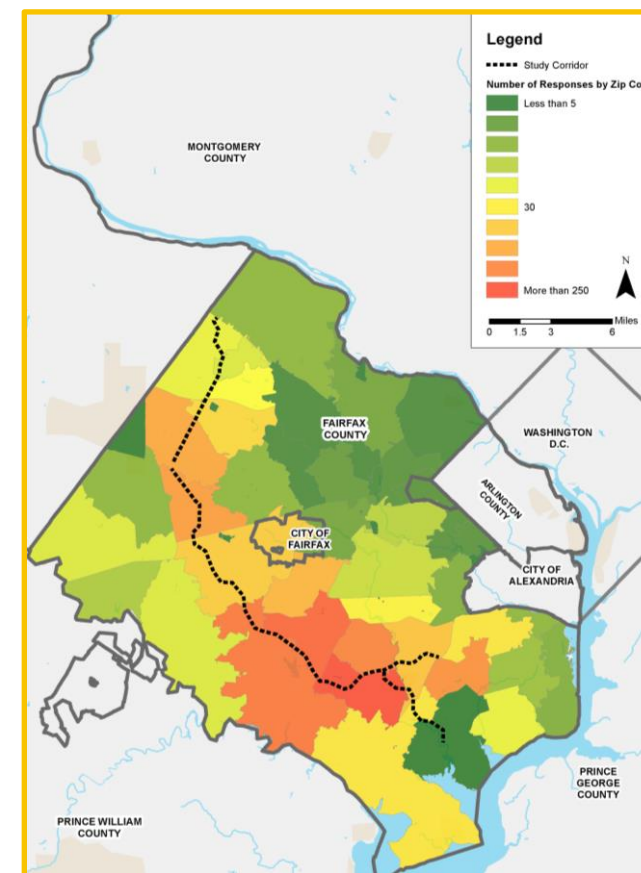 Legend
Study Corridor
Number of Responses by Zip Co
Less than 5
30
More than 250
N
Miles
0 1.5 3 6
MONTGOMERY
COUNTY
FAIRFAX
COUNTY
WASHINGTON
D.C.
ARLINGTON
COUNTY
CITY OF
FAIRFAX
CITY OF
ALEXANDRIA
PRINCE
GEORGE
COUNTY
PRINCE WILLIAM
COUNTY